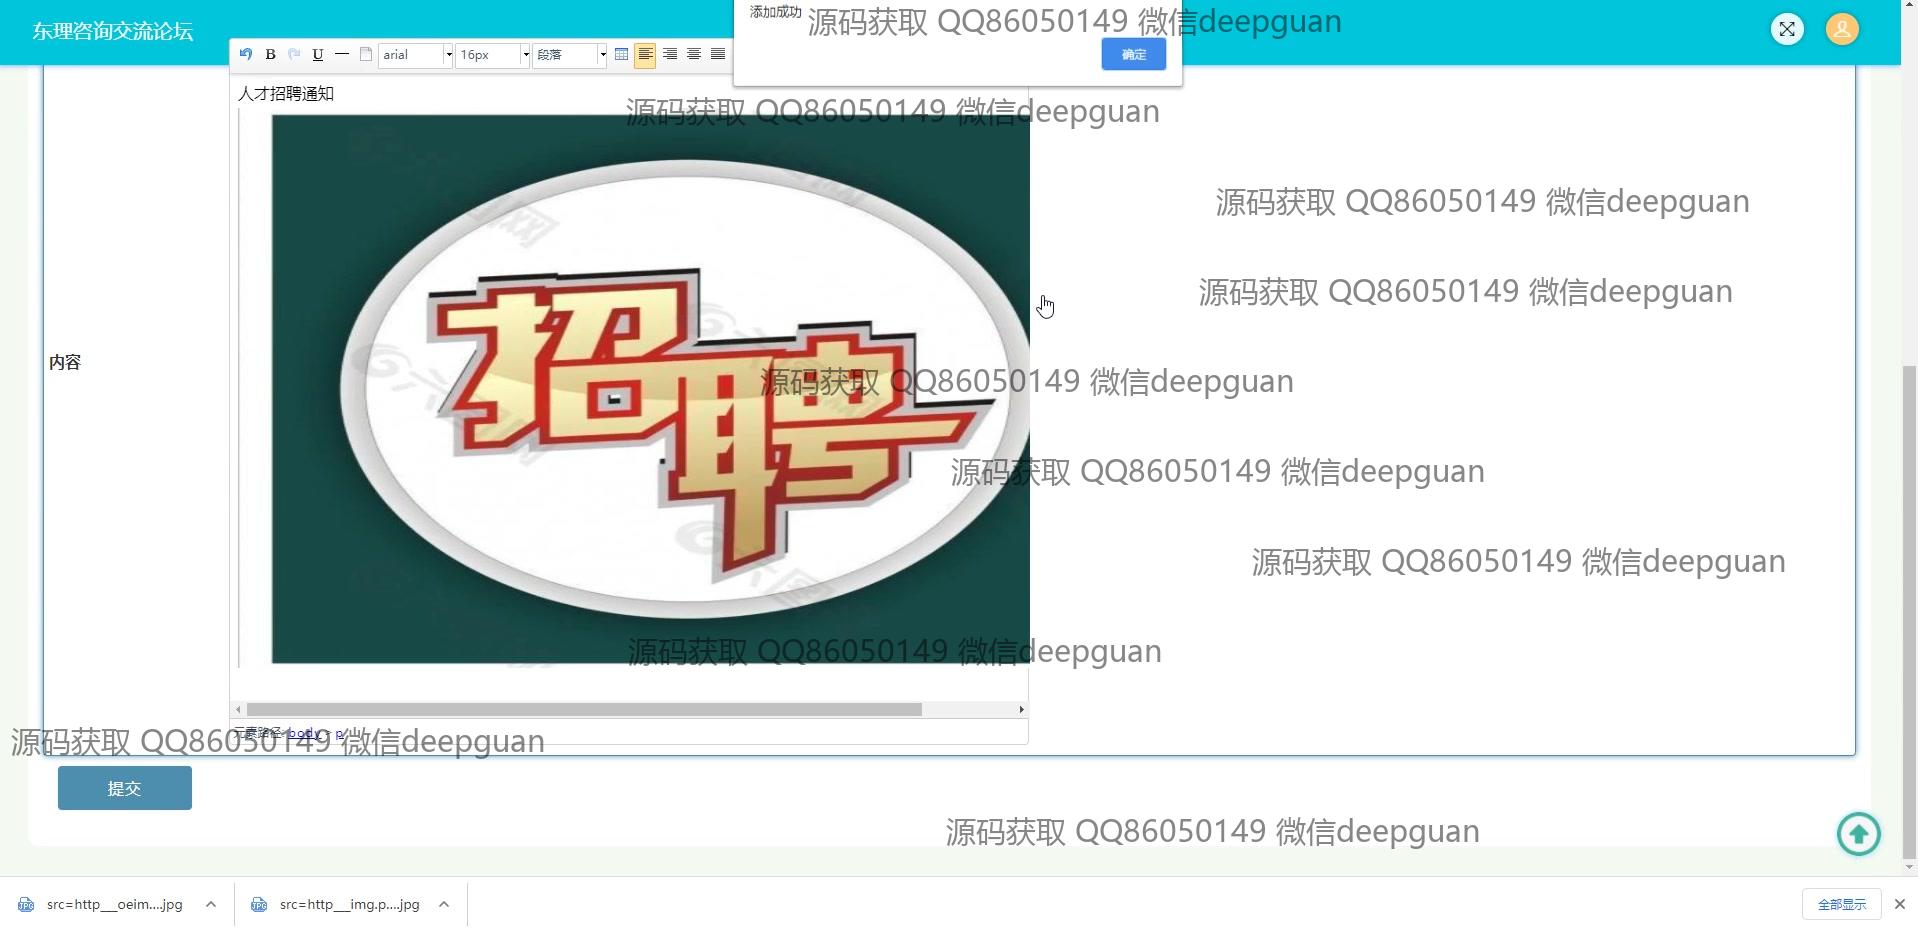 添加成功
源码获取 QQ86050149 微信deepguan
东理咨询交流论坛
确定
B U arial 16px 段落
人才招聘通知
源码获取 QQ86050149 微信deepguan
源码获取 QQ86050149 微信deepguan
源码获取 QQ86050149 微信deepguan
招聘
内容
源码获取 QQ86050149 微信deepguan
源码获取 QQ86050149 微信deepguan
源码获取 QQ86050149 微信deepguan
源码获取 QQ86050149 微信deepguan
元素路径: body > p
源码获取 QQ86050149 微信deepguan
提交
源码获取 QQ86050149 微信deepguan
src=http___oeim....jpg
src=http___img.p....jpg
全部显示